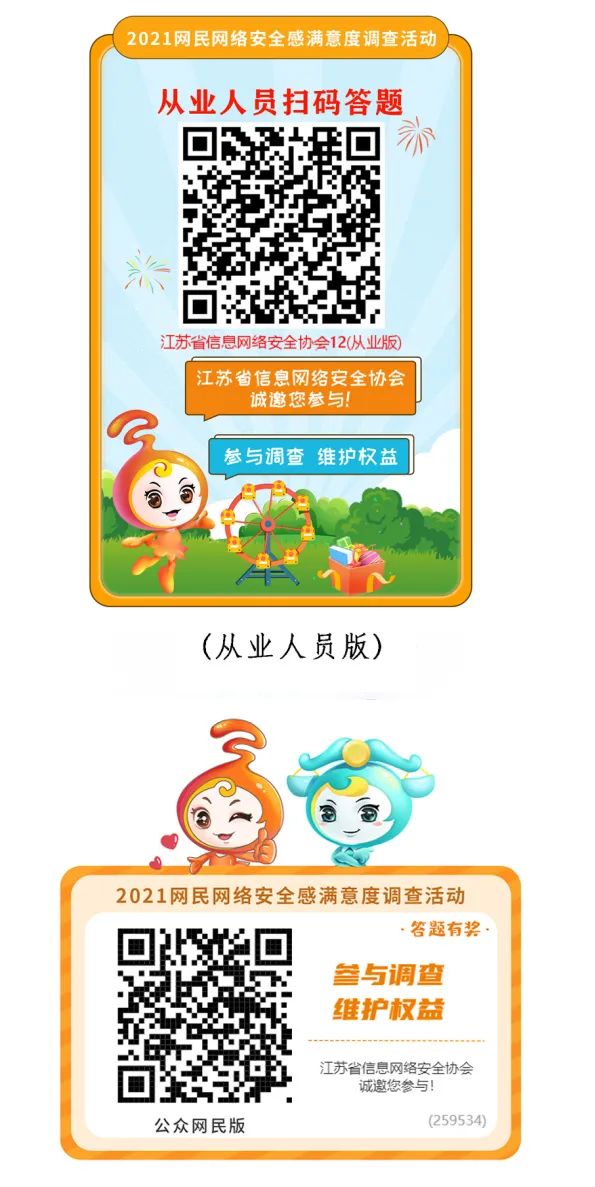 2021网民网络安全感满意度调查活动
从业人员扫码答题
江苏省信息网络安全协会12(从业版)
江苏省信息网络安全协会
诚邀您参与!
参与调查 维护权益
(从业人员版)
2021网民网络安全感满意度调查活动
·答题有奖·
参与调查
维护权益
江苏省信息网络安全协会
诚邀您参与!
公众网民版
(259534)